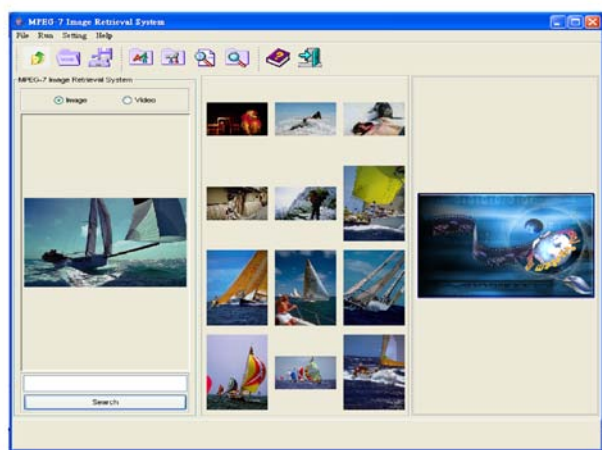 MPEG-7 Image Retrieval System
File Run Setting Help
MPEG-7 Image Retrieval System
Image Video
Search